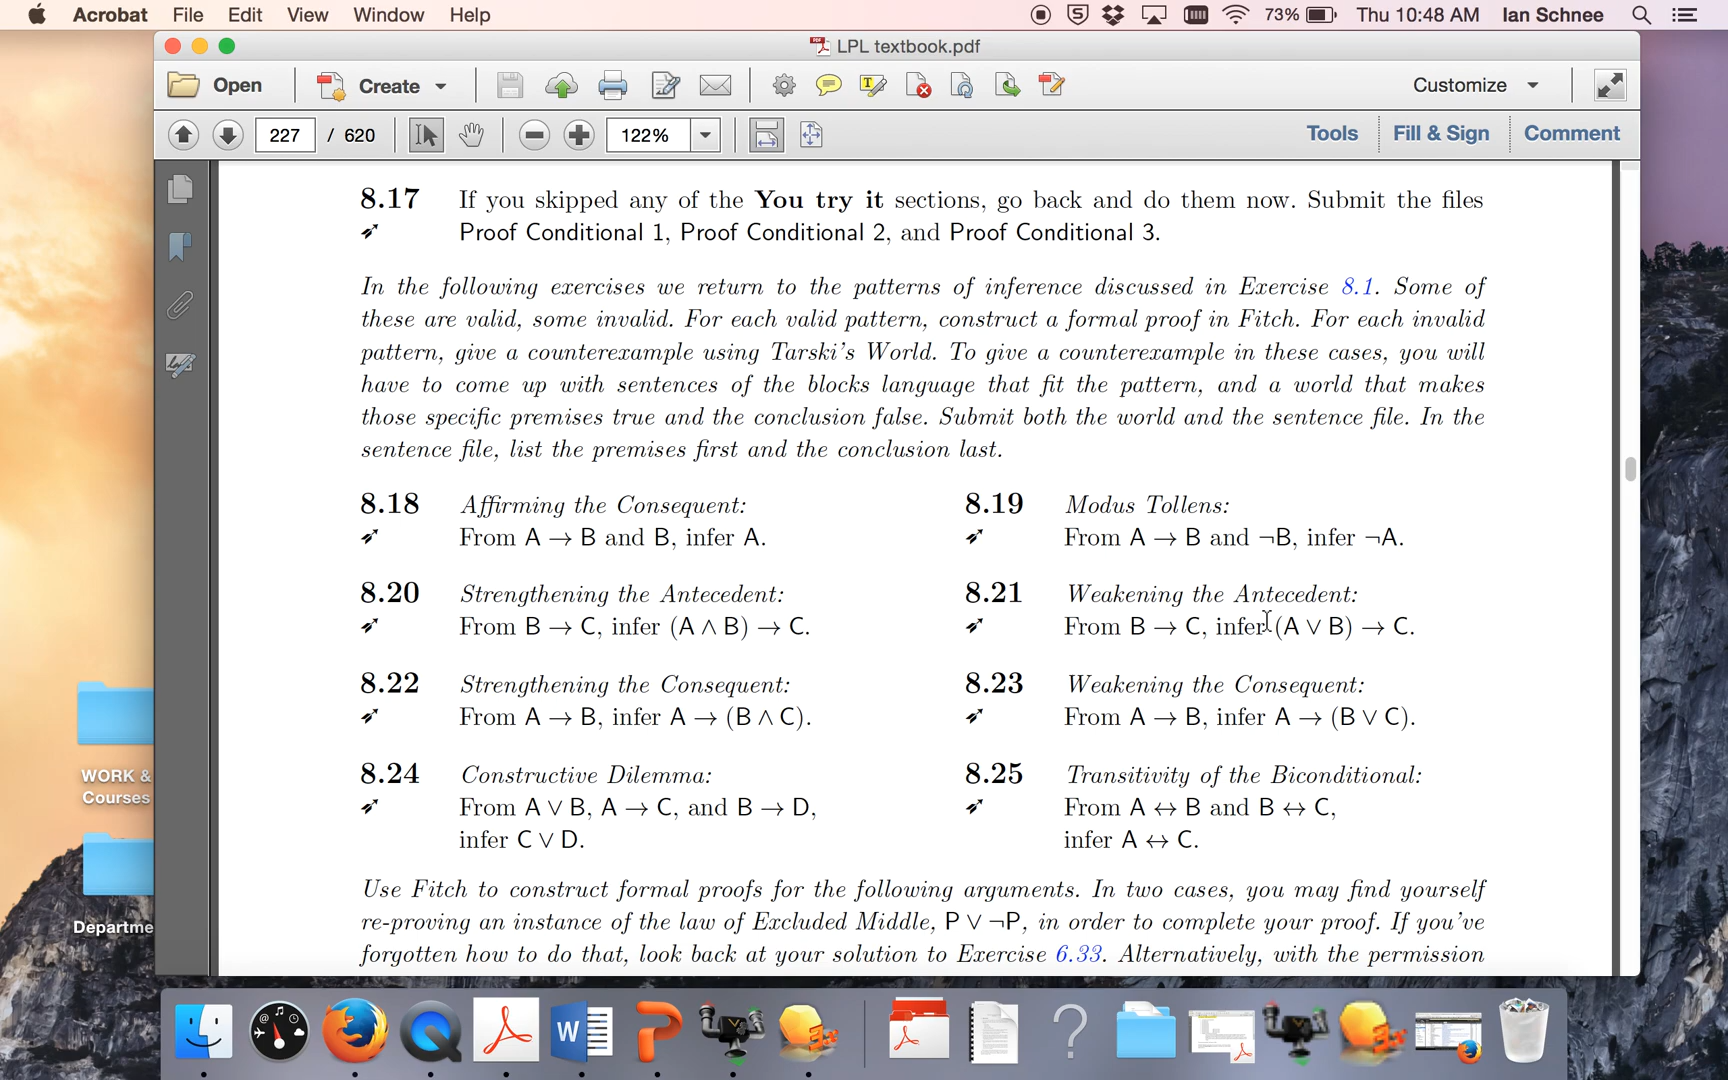 Acrobat File Edit View Window Help 73% Thu 10:48 AM Ian Schnee
LPL textbook.pdf
Open Create Customize
227 / 620 122% Tools Fill & Sign Comment
8.17 If you skipped any of the You try it sections, go back and do them now. Submit the files
Proof Conditional 1, Proof Conditional 2, and Proof Conditional 3.
In the following exercises we return to the patterns of inference discussed in Exercise 8.1. Some of
these are valid, some invalid. For each valid pattern, construct a formal proof in Fitch. For each invalid
pattern, give a counterexample using Tarski's World. To give a counterexample in these cases, you will
have to come up with sentences of the blocks language that fit the pattern, and a world that makes
those specific premises true and the conclusion false. Submit both the world and the sentence file. In the
sentence file, list the premises first and the conclusion last.
8.18 Affirming the Consequent:
From A → B and B, infer A.
8.19 Modus Tollens:
From A → B and ¬B, infer ¬A.
8.20 Strengthening the Antecedent:
From B → C, infer (A ∧ B) → C.
8.21 Weakening the Antecedent:
From B → C, infer (A ∨ B) → C.
8.22 Strengthening the Consequent:
From A → B, infer A → (B ∧ C).
8.23 Weakening the Consequent:
From A → B, infer A → (B ∨ C).
8.24 Constructive Dilemma:
From A ∨ B, A → C, and B → D,
infer C ∨ D.
8.25 Transitivity of the Biconditional:
From A ↔ B and B ↔ C,
infer A ↔ C.
Use Fitch to construct formal proofs for the following arguments. In two cases, you may find yourself
re-proving an instance of the law of Excluded Middle, P ∨ ¬P, in order to complete your proof. If you've
forgotten how to do that, look back at your solution to Exercise 6.33. Alternatively, with the permission
WORK &
Courses
Departme